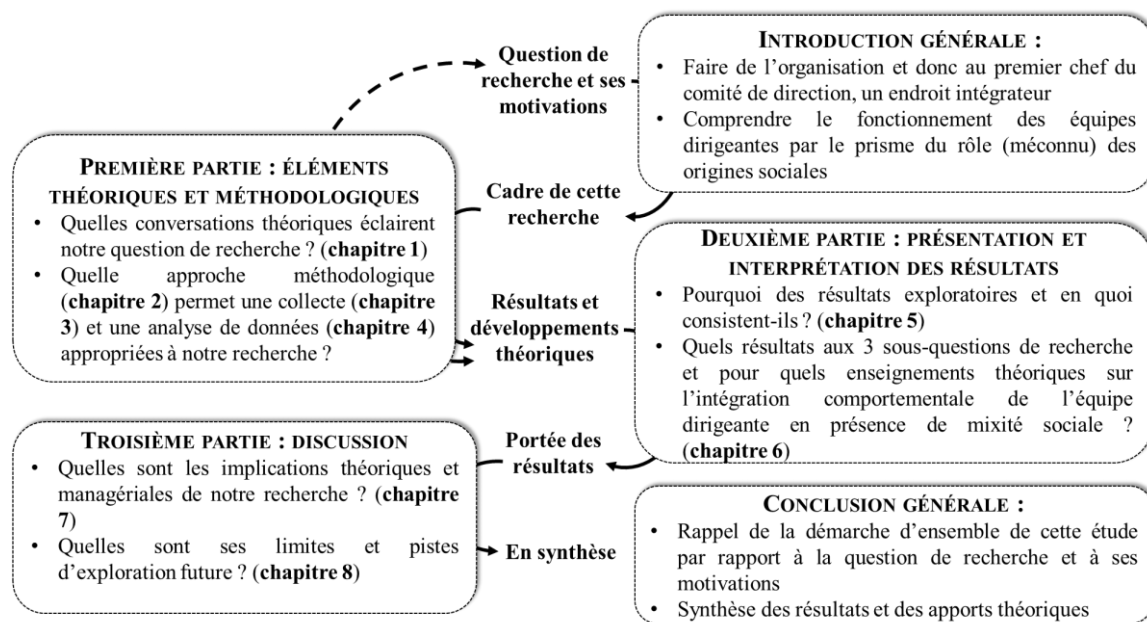 Question de
recherche et ses
motivations
INTRODUCTION GÉNÉRALE :
• Faire de l’organisation et donc au premier chef du
comité de direction, un endroit intégrateur
• Comprendre le fonctionnement des équipes
dirigeantes par le prisme du rôle (méconnu) des
origines sociales
Cadre de cette
recherche
PREMIÈRE PARTIE : ÉLÉMENTS
THÉORIQUES ET MÉTHODOLOGIQUES
• Quelles conversations théoriques éclairent
notre question de recherche ? (chapitre 1)
• Quelle approche méthodologique
(chapitre 2) permet une collecte (chapitre
3) et une analyse de données (chapitre 4)
appropriées à notre recherche ?
Résultats et
développements
théoriques
DEUXIÈME PARTIE : PRÉSENTATION ET
INTERPRÉTATION DES RÉSULTATS
• Pourquoi des résultats exploratoires et en quoi
consistent-ils ? (chapitre 5)
• Quels résultats aux 3 sous-questions de recherche
et pour quels enseignements théoriques sur
l’intégration comportementale de l’équipe
dirigeante en présence de mixité sociale ?
(chapitre 6)
Portée des
résultats
TROISIÈME PARTIE : DISCUSSION
• Quelles sont les implications théoriques et
managériales de notre recherche ? (chapitre
7)
• Quelles sont ses limites et pistes
d’exploration future ? (chapitre 8)
En synthèse
CONCLUSION GÉNÉRALE :
• Rappel de la démarche d’ensemble de cette étude
par rapport à la question de recherche et à ses
motivations
• Synthèse des résultats et des apports théoriques